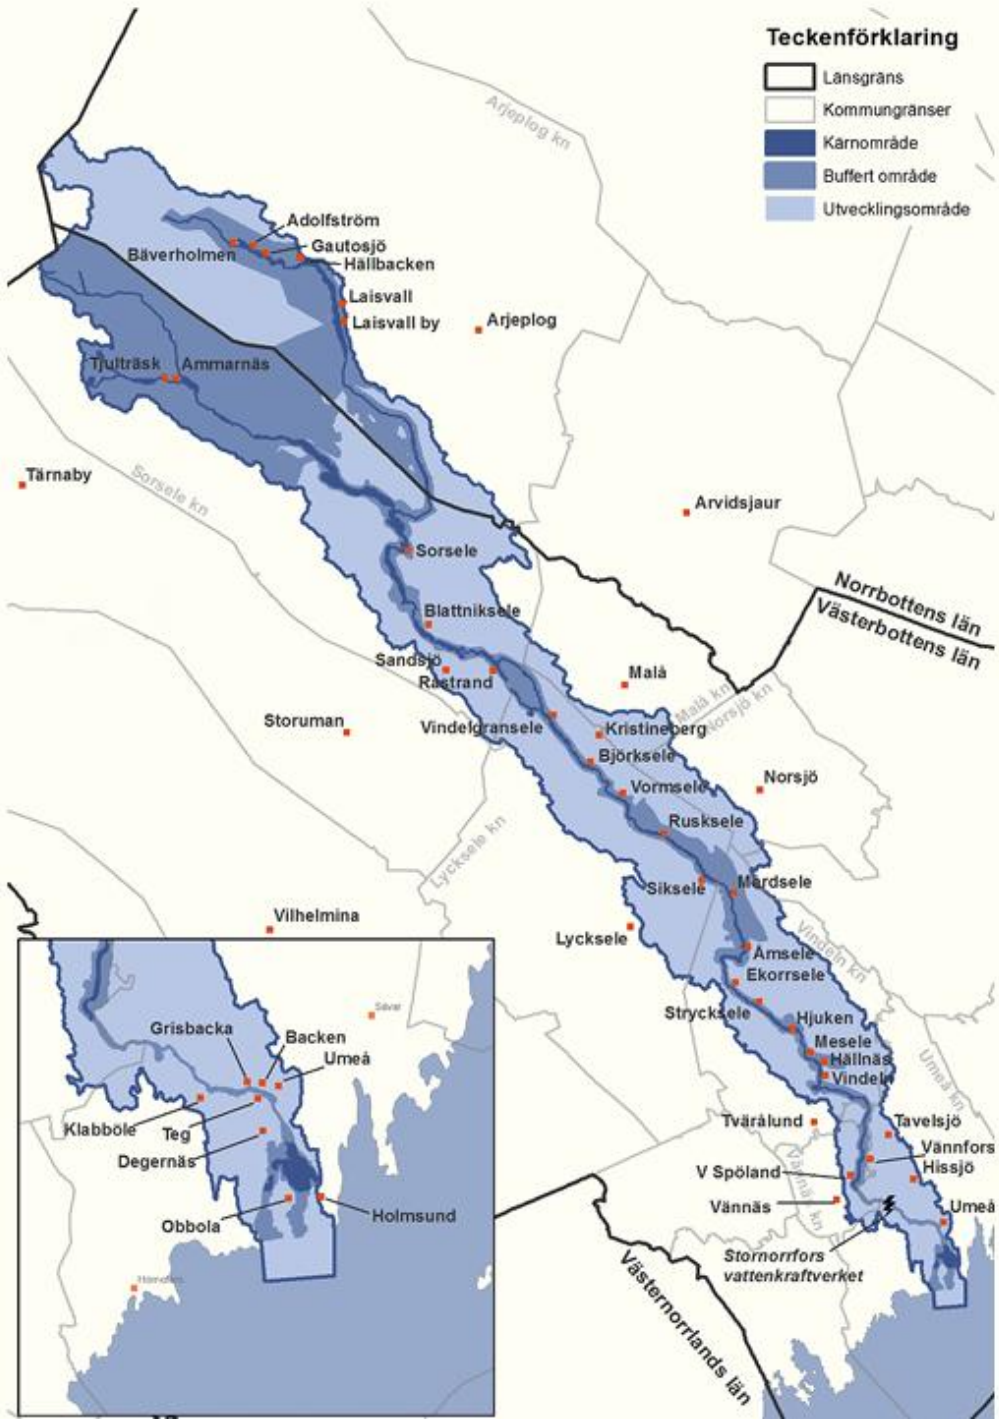 Teckenförklaring
Länsgräns
Kommungränser
Kärnområde
Buffert område
Utvecklingsområde
Arjeplog kn
Adolfström
Gautosjö
Bäverholmen
Hällbacken
Laisvall
Laisvall by
Arjeplog
Tjulträsk
Ammarnäs
Tärnaby
Sorsele kn
Arvidsjaur
Sorsele
Norrbottens län
Västerbottens län
Blattniksele
Sandsjö
Rastrand
Malå
Malå kn
Norsjö kn
Storuman
Vindelgransele
Kristineberg
Björksele
Norsjö
Vormsele
Rusksele
Lycksele kn
Siksele
Mårdsele
Vilhelmina
Lycksele
Vindeln kn
Åmsele
Ekorrsele
Strycksele
Hjuken
Mesele
Hällnäs
Vindeln
Umeå kn
Tvärålund
Tavelsjö
Vännfors
V Spöland
Hissjö
Vännäs kn
Vännäs
Umeå
Stornorrfors
vattenkraftverket
Västernorrlands län
Sävar
Grisbacka
Backen
Umeå
Klabböle
Teg
Degernäs
Obbola
Holmsund
Hörnefors